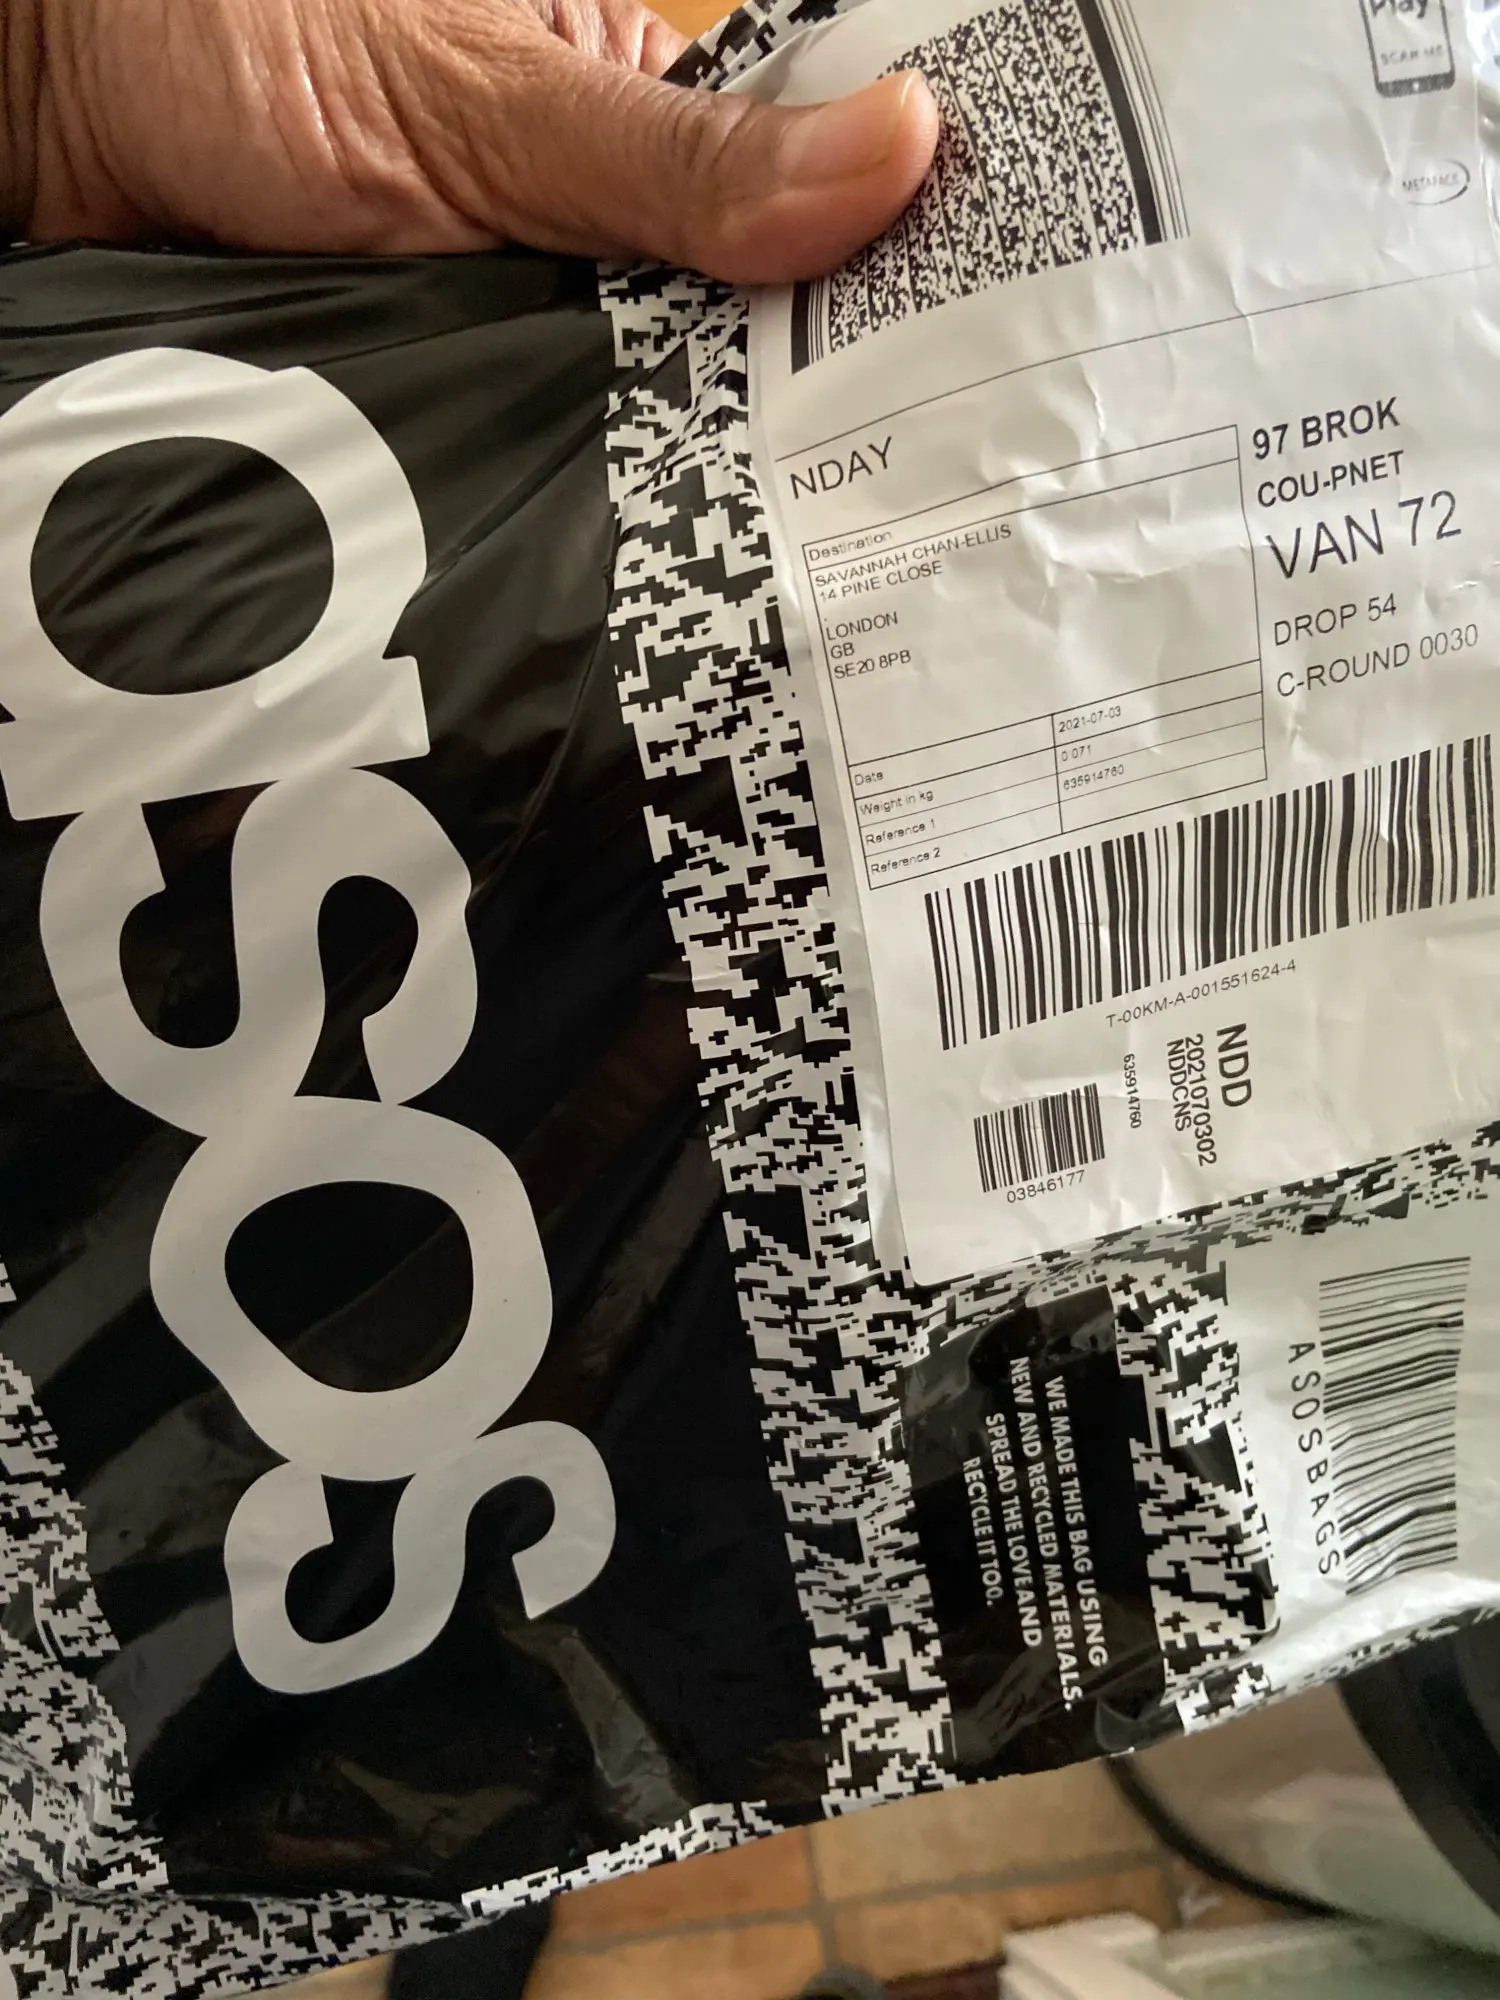 Play
SCAN ME
METAPACK
NDAY
97 BROK
COU-PNET
VAN 72
DROP 54
C-ROUND 0030
Destination
SAVANNAH CHAN-ELLIS
14 PINE CLOSE
.
LONDON
GB
SE20 8PB
Date 2021-07-03
Weight in kg 0.071
Reference 1 635914760
Reference 2
T-00KM-A-001551624-4
NDD
2021070302
NDDCNS
635914760
03846177
asos
WE MADE THIS BAG USING
NEW AND RECYCLED MATERIALS.
SPREAD THE LOVE AND
RECYCLE IT TOO.
ASOSBAGS